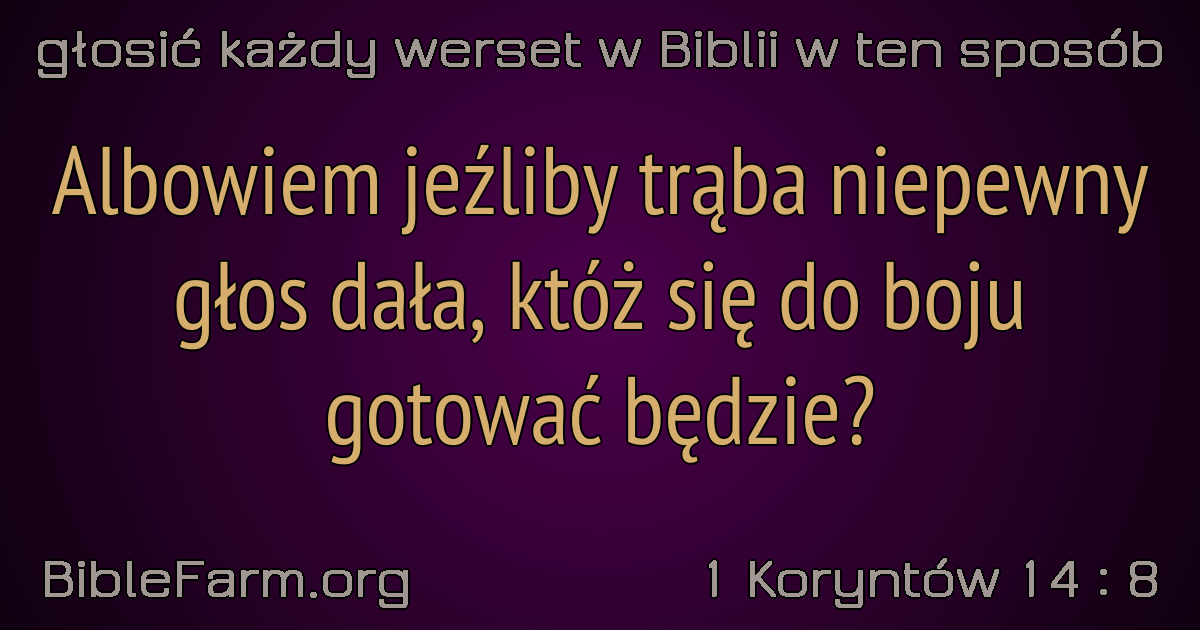 głosić każdy werset w Biblii w ten sposób
Albowiem jeźliby trąba niepewny
głos dała, któż się do boju
gotować będzie?
BibleFarm.org
1 Koryntów 14 : 8